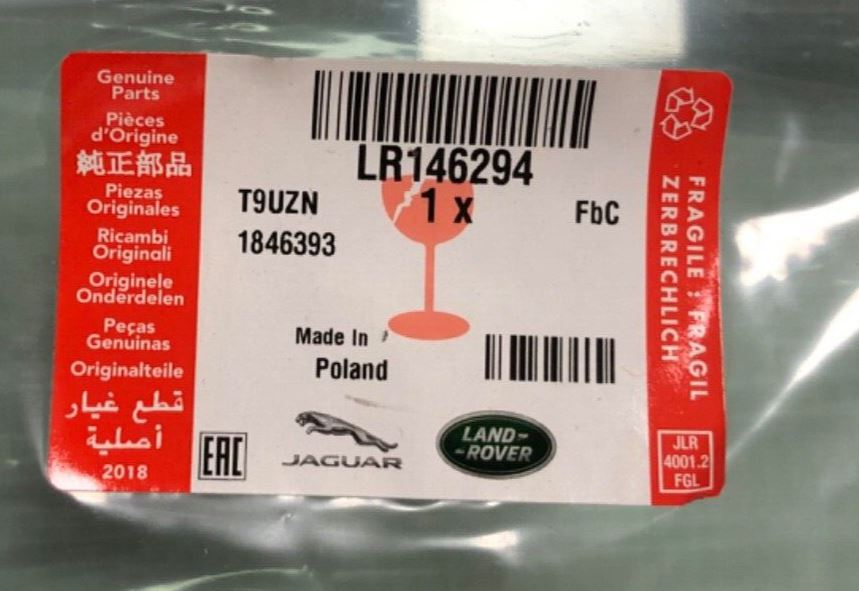 Genuine
Parts
Pièces
d'Origine
純正部品
Piezas
Originales
Ricambi
Originali
Originele
Onderdelen
Peças
Genuinas
Originalteile
قطع غيار
أصلية
2018
LR146294
1 x
T9UZN
FbC
1846393
Made In
Poland
EAC
JAGUAR
LAND-
-ROVER
FRAGILE ; FRAGIL
ZERBRECHLICH
JLR
4001.2
FGL